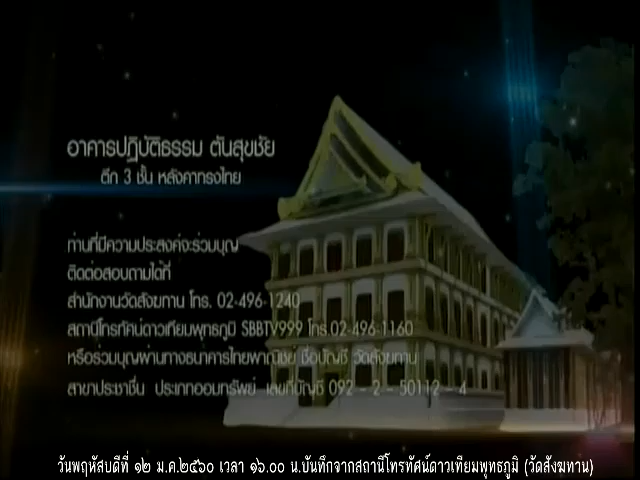 อาคารปฏิบัติธรรม ตันสุขชัย
ตึก 3 ชั้น หลังคาทรงไทย
ท่านที่มีความประสงค์จะร่วมบุญ
ติดต่อสอบถามได้ที่
สำนักงานวัดสังฆทาน โทร. 02-496-1240
สถานีโทรทัศน์ดาวเทียมพุทธภูมิ SBBTV999 โทร.02-496-1160
หรือร่วมบุญผ่านทางธนาคารไทยพาณิชย์ ชื่อบัญชี วัดสังฆทาน
สาขาประชาชื่น ประเภทออมทรัพย์ เลขที่บัญชี 092 - 2 - 50112 - 4
วันพฤหัสบดีที่ ๑๒ ม.ค.๒๕๖๐ เวลา ๑๖.๐๐ น.บันทึกจากสถานีโทรทัศน์ดาวเทียมพุทธภูมิ (วัดสังฆทาน)